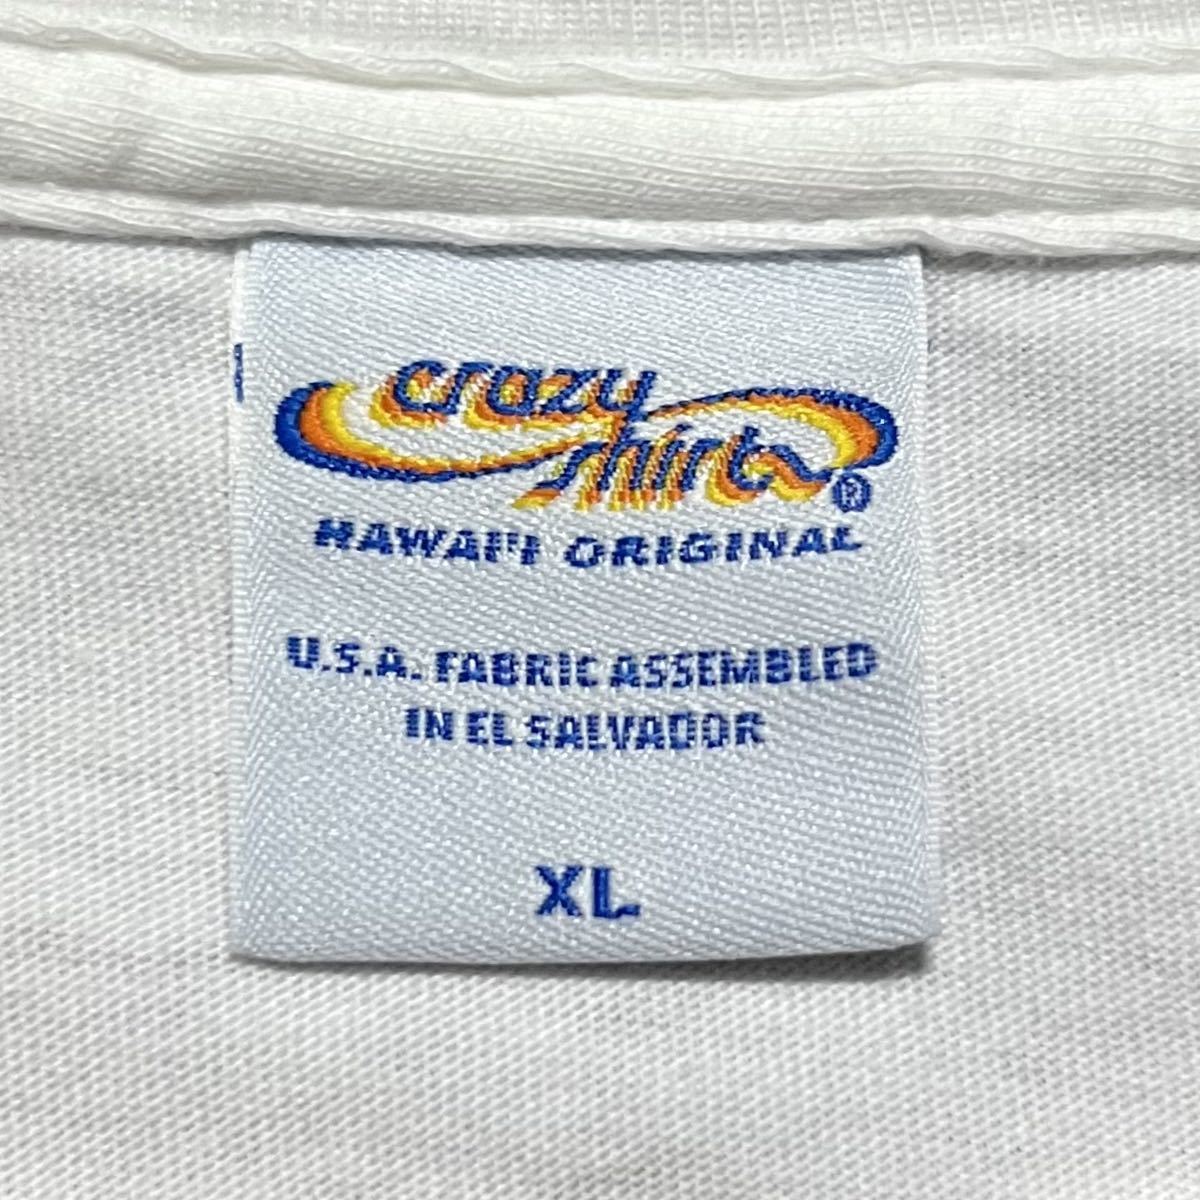 crazy
shirts®
HAWAI'I ORIGINAL
U.S.A. FABRIC ASSEMBLED
IN EL SALVADOR
XL